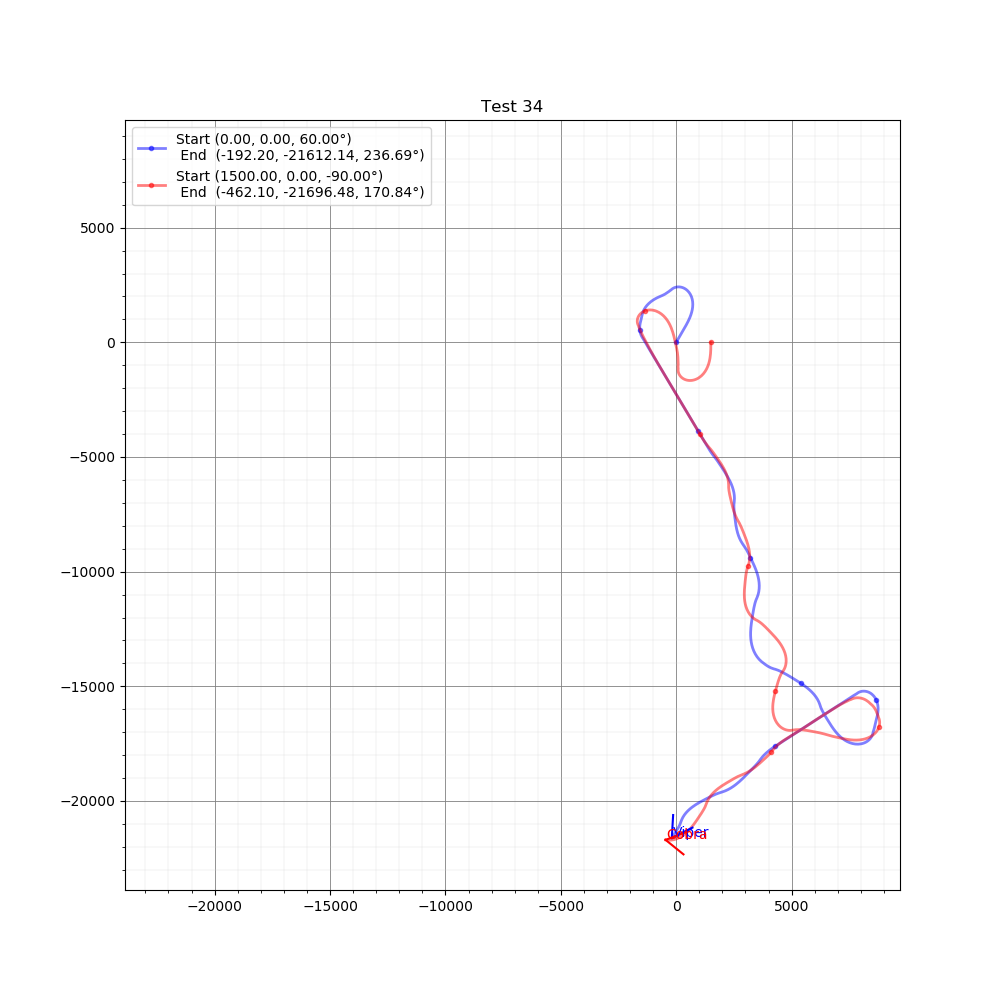 Test 34
Start (0.00, 0.00, 60.00°)
End (-192.20, -21612.14, 236.69°)
Start (1500.00, 0.00, -90.00°)
End (-462.10, -21696.48, 170.84°)
5000
0
−5000
−10000
−15000
−20000
Viper
Cobra
−20000 −15000 −10000 −5000 0 5000